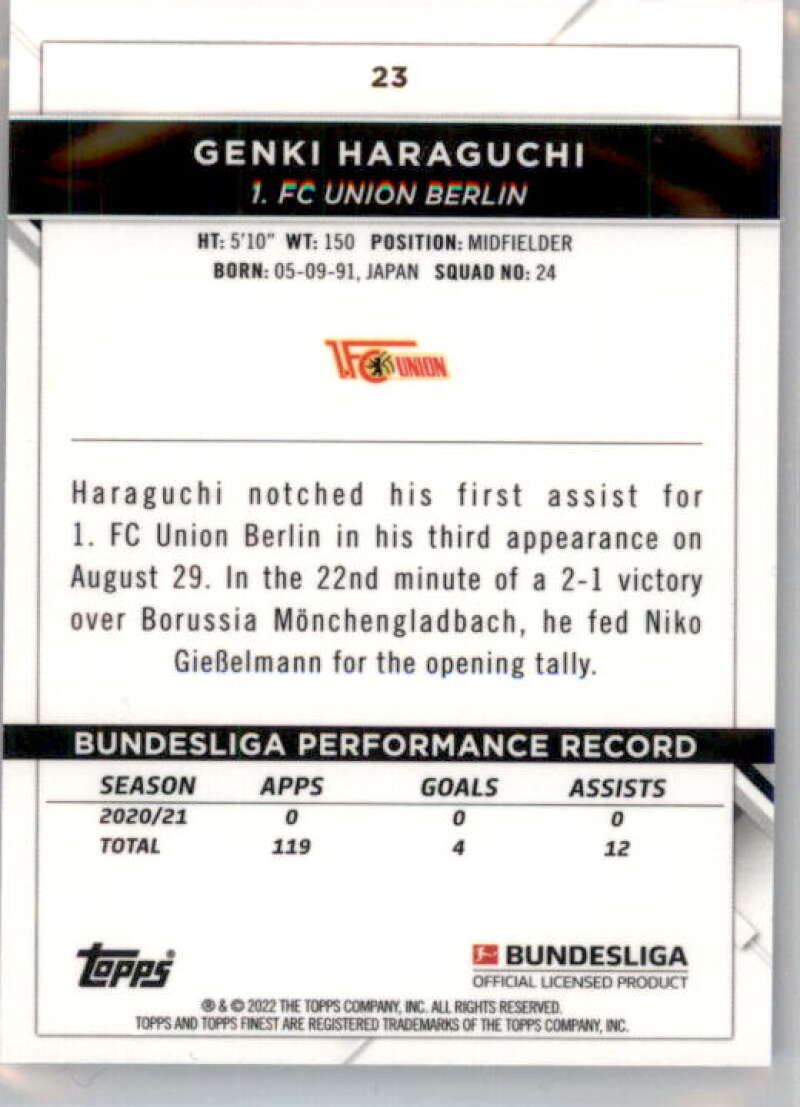 23
GENKI HARAGUCHI
1. FC UNION BERLIN
HT: 5'10" WT: 150 POSITION: MIDFIELDER
BORN: 05-09-91, JAPAN SQUAD NO: 24
1.FC UNION
Haraguchi notched his first assist for
1. FC Union Berlin in his third appearance on
August 29. In the 22nd minute of a 2-1 victory
over Borussia Mönchengladbach, he fed Niko
Gießelmann for the opening tally.
BUNDESLIGA PERFORMANCE RECORD
SEASON APPS GOALS ASSISTS
2020/21 0 0 0
TOTAL 119 4 12
topps®
BUNDESLIGA
OFFICIAL LICENSED PRODUCT
® & © 2022 THE TOPPS COMPANY, INC. ALL RIGHTS RESERVED.
TOPPS AND TOPPS FINEST ARE REGISTERED TRADEMARKS OF THE TOPPS COMPANY, INC.